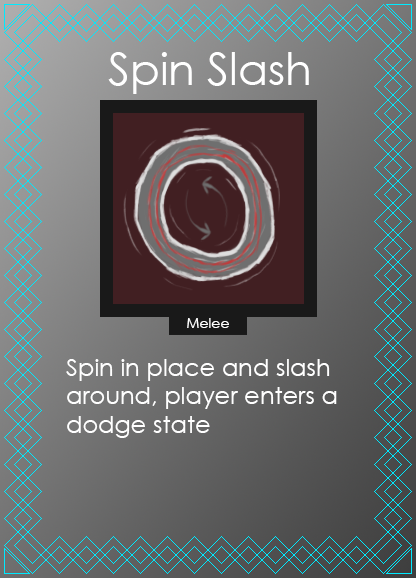 Spin Slash
Melee
Spin in place and slash
around, player enters a
dodge state